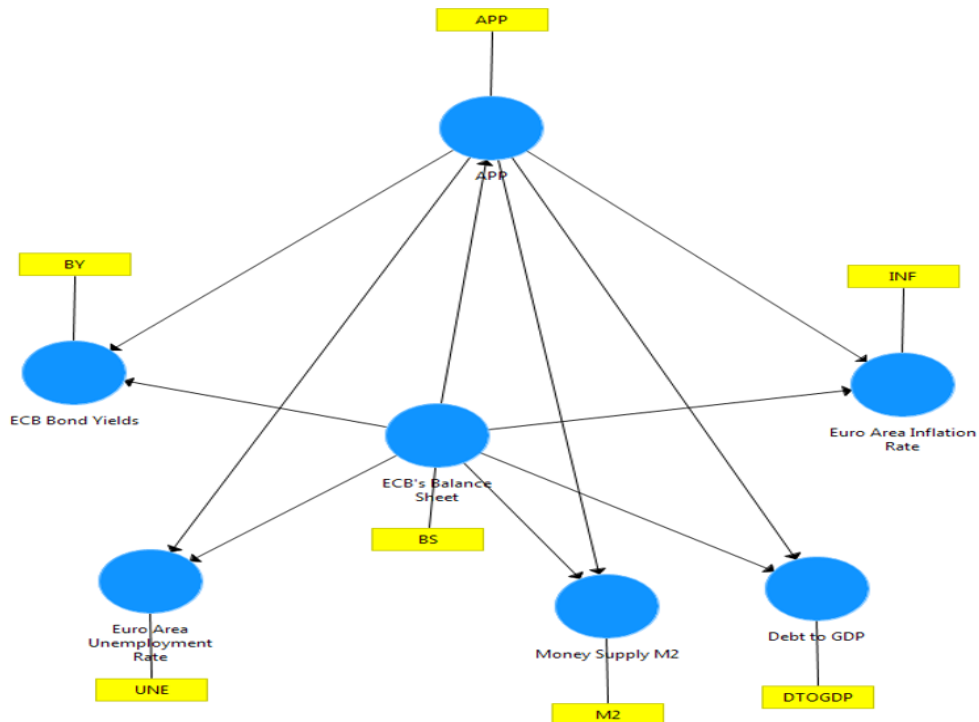 APP
APP
BY
INF
ECB Bond Yields
Euro Area Inflation
Rate
ECB's Balance
Sheet
BS
Euro Area
Unemployment
Rate
Money Supply M2
Debt to GDP
UNE
M2
DTOGDP